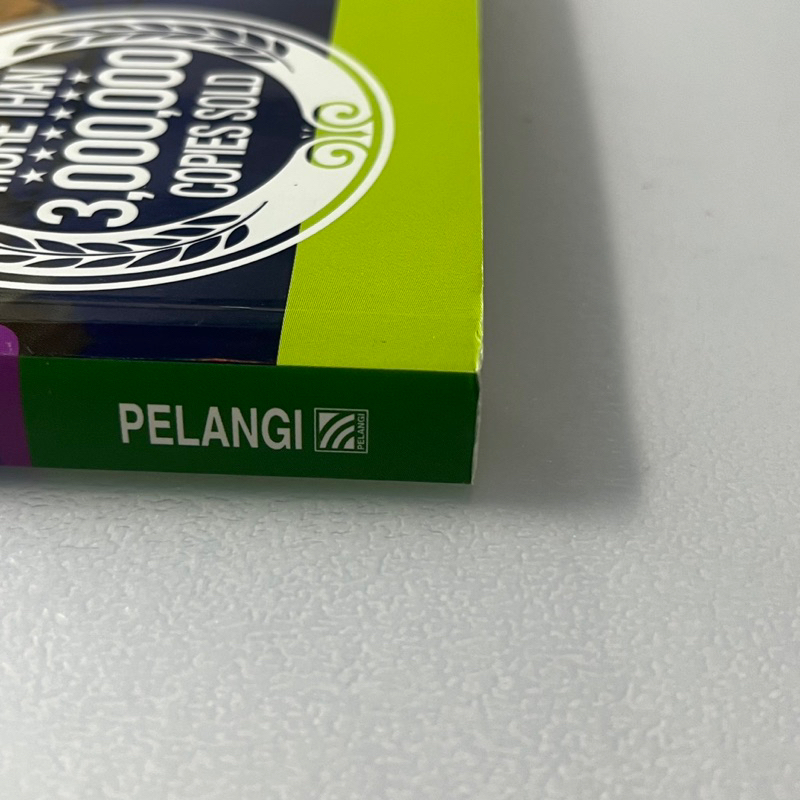 MORE THAN
3,000,000
COPIES SOLD
PELANGI
PELANGI